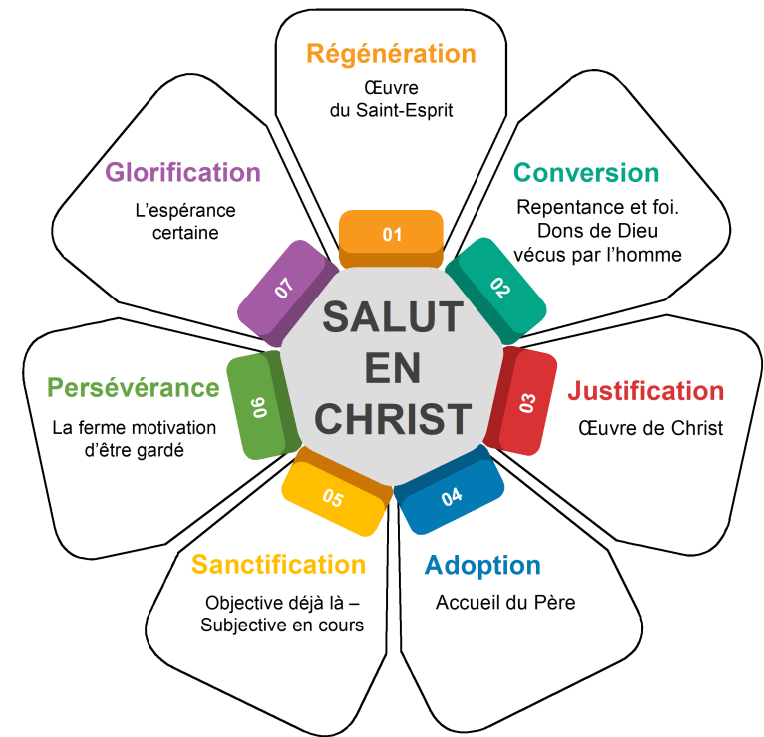 SALUT
EN
CHRIST
01
Régénération
Œuvre
du Saint-Esprit
02
Conversion
Repentance et foi.
Dons de Dieu
vécus par l’homme
03
Justification
Œuvre de Christ
04
Adoption
Accueil du Père
05
Sanctification
Objective déjà là –
Subjective en cours
06
Persévérance
La ferme motivation
d’être gardé
07
Glorification
L’espérance
certaine